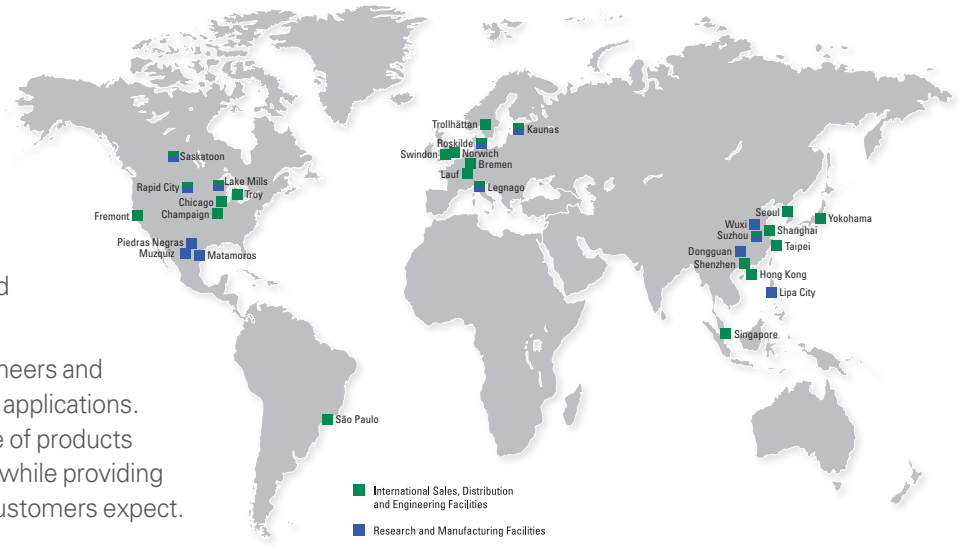 Trollhättan
Kaunas
Roskilde
Swindon
Norwich
Bremen
Lauf
Legnago
Saskatoon
Rapid City
Lake Mills
Troy
Chicago
Champaign
Fremont
Piedras Negras
Muzquiz
Matamoros
Seoul
Yokohama
Wuxi
Shanghai
Suzhou
Taipei
Dongguan
Shenzhen
Hong Kong
Lipa City
Singapore
São Paulo
d
neers and
applications.
e of products
while providing
ustomers expect.
International Sales, Distribution
and Engineering Facilities
Research and Manufacturing Facilities